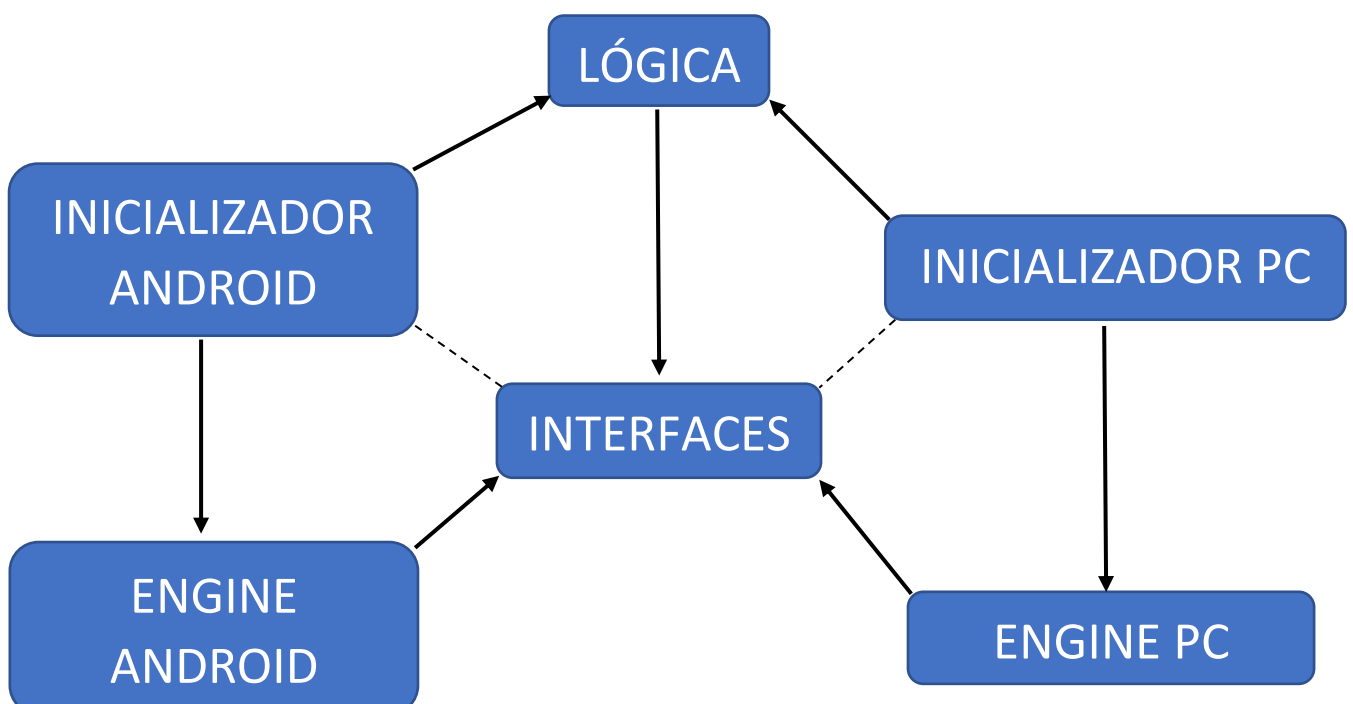 LÓGICA
INICIALIZADOR
ANDROID
INICIALIZADOR PC
INTERFACES
ENGINE
ANDROID
ENGINE PC